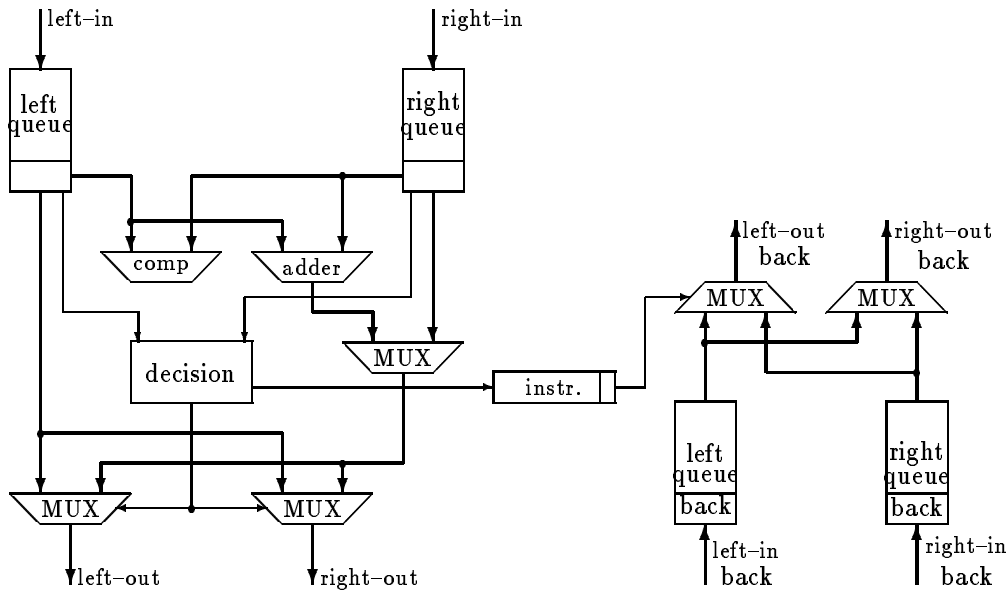 left–in
right–in
left
queue
right
queue
comp
adder
left–out
back
right–out
back
MUX
MUX
MUX
decision
instr.
left
queue
back
right
queue
back
MUX
MUX
left–in
back
right–in
back
left–out
right–out